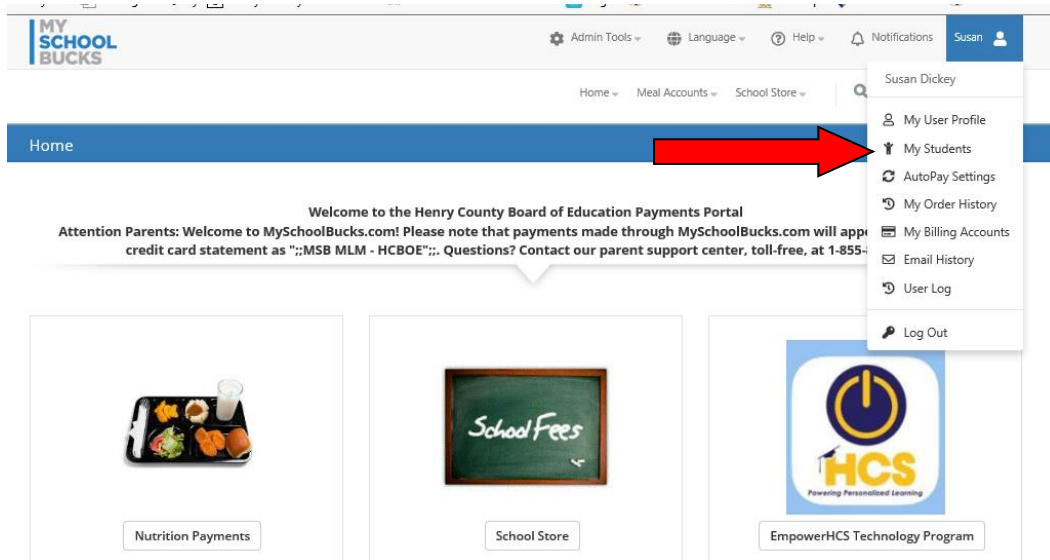 MY
SCHOOL
BUCKS
Admin Tools
Language
Help
Notifications
Susan
Home
Meal Accounts
School Store
Susan Dickey
My User Profile
My Students
AutoPay Settings
My Order History
My Billing Accounts
Email History
User Log
Log Out
Home
Welcome to the Henry County Board of Education Payments Portal
Attention Parents: Welcome to MySchoolBucks.com! Please note that payments made through MySchoolBucks.com will
credit card statement as ";;MSB MLM - HCBOE";;. Questions? Contact our parent support center, toll-free, at 1-855-
School Fees
HCS
Powering Personalized Learning
Nutrition Payments
School Store
EmpowerHCS Technology Program